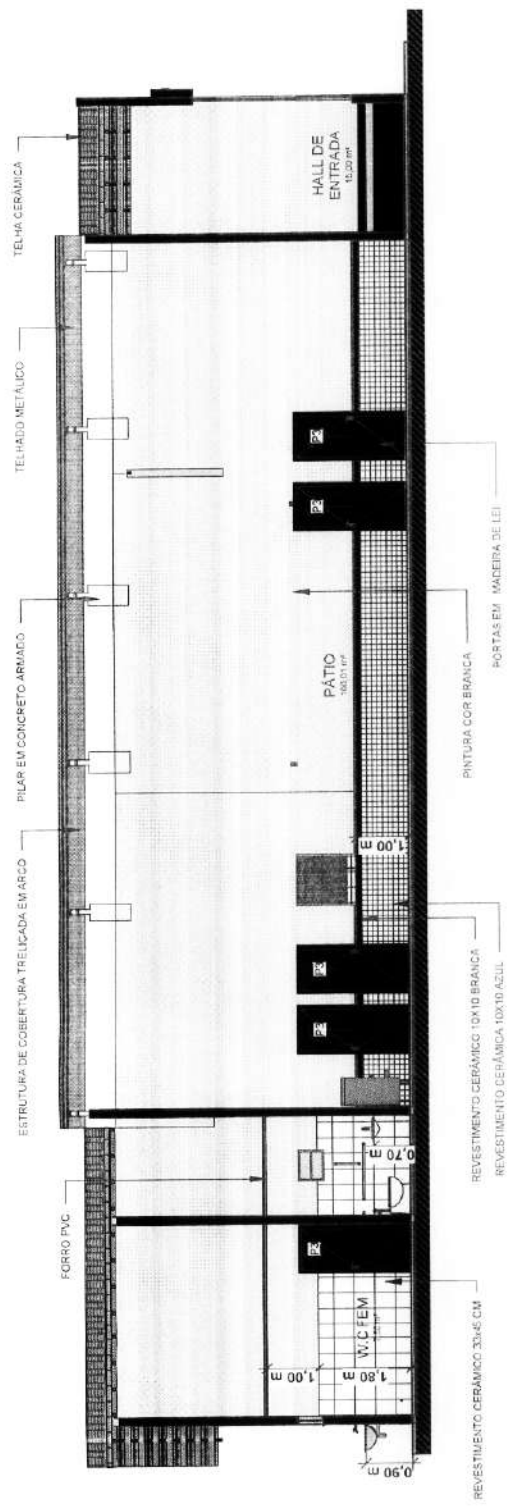 FORRO PVC
ESTRUTURA DE COBERTURA TRELIÇADA EM ARCO
PILAR EM CONCRETO ARMADO
TELHADO METÁLICO
TELHA CERÂMICA
HALL DE
ENTRADA
PÁTIO
W.C FEM
1,00 m
1,80 m
0,90 m
0,70 m
1,00 m
REVESTIMENTO CERÂMICO 33x45 CM
REVESTIMENTO CERÂMICO 10X10 BRANCA
REVESTIMENTO CERÂMICA 10X10 AZUL
PINTURA COR BRANCA
PORTAS EM MADEIRA DE LEI